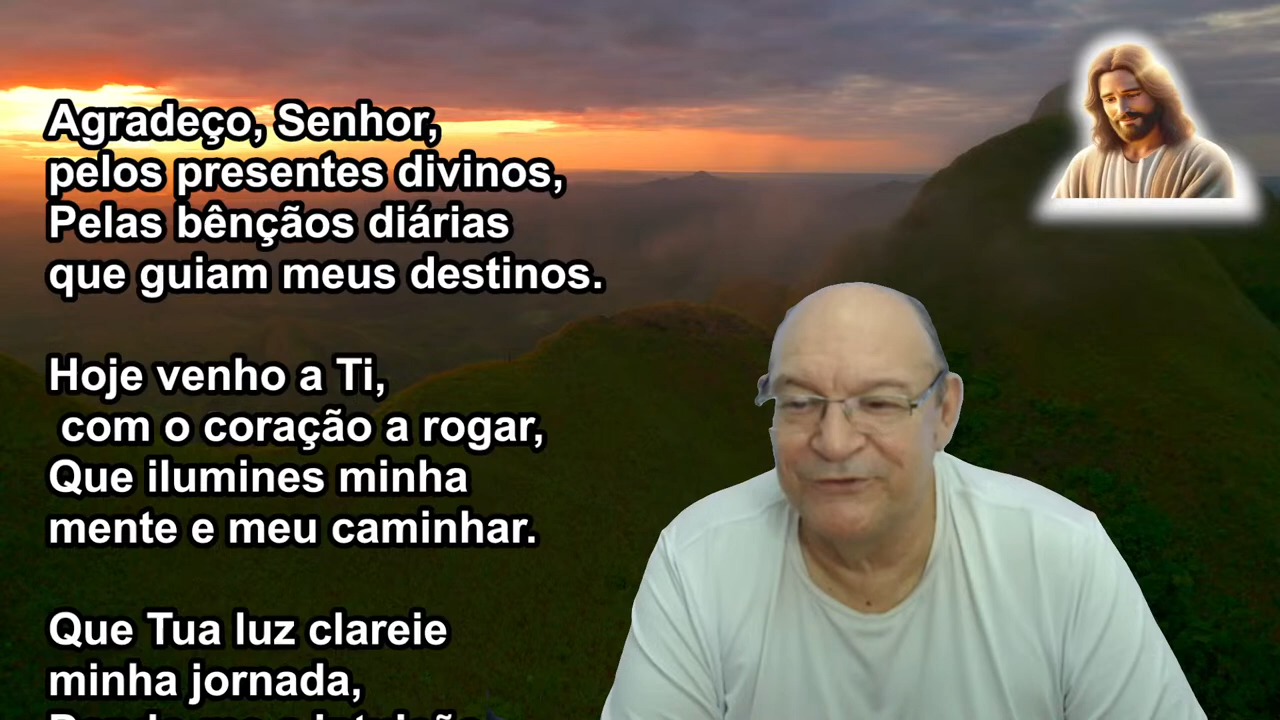 Agradeço, Senhor,
pelos presentes divinos,
Pelas bênçãos diárias
que guiam meus destinos.
Hoje venho a Ti,
com o coração a rogar,
Que ilumines minha
mente e meu caminhar.
Que Tua luz clareie
minha jornada,